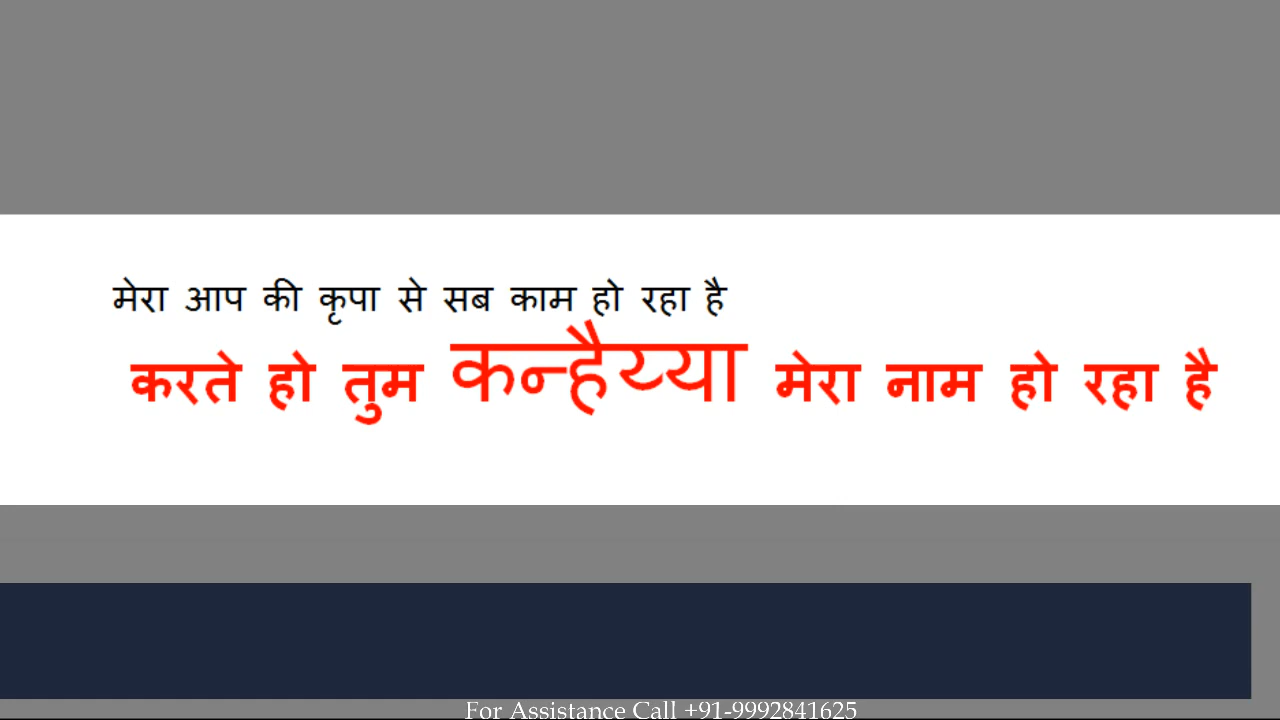 मेरा आप की कृपा से सब काम हो रहा है
करते हो तुम कन्हैय्या मेरा नाम हो रहा है
For Assistance Call +91-9992841625